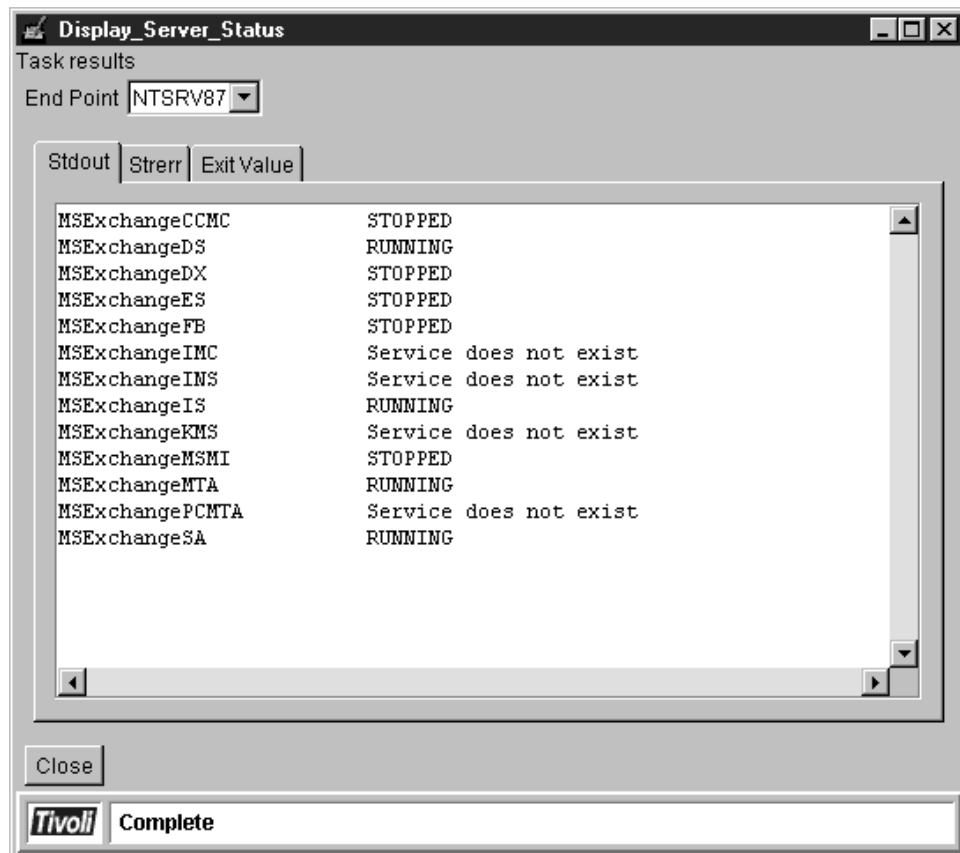 Display_Server_Status
Task results
End Point NTSRV87
Stdout Strerr Exit Value
MSExchangeCCMC STOPPED
MSExchangeDS RUNNING
MSExchangeDX STOPPED
MSExchangeES STOPPED
MSExchangeFB STOPPED
MSExchangeIMC Service does not exist
MSExchangeINS Service does not exist
MSExchangeIS RUNNING
MSExchangeKMS Service does not exist
MSExchangeMSMI STOPPED
MSExchangeMTA RUNNING
MSExchangePCMTA Service does not exist
MSExchangeSA RUNNING
Close
Tivoli Complete